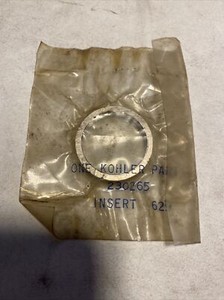 ONE KOHLER PA
230265
INSERT 62